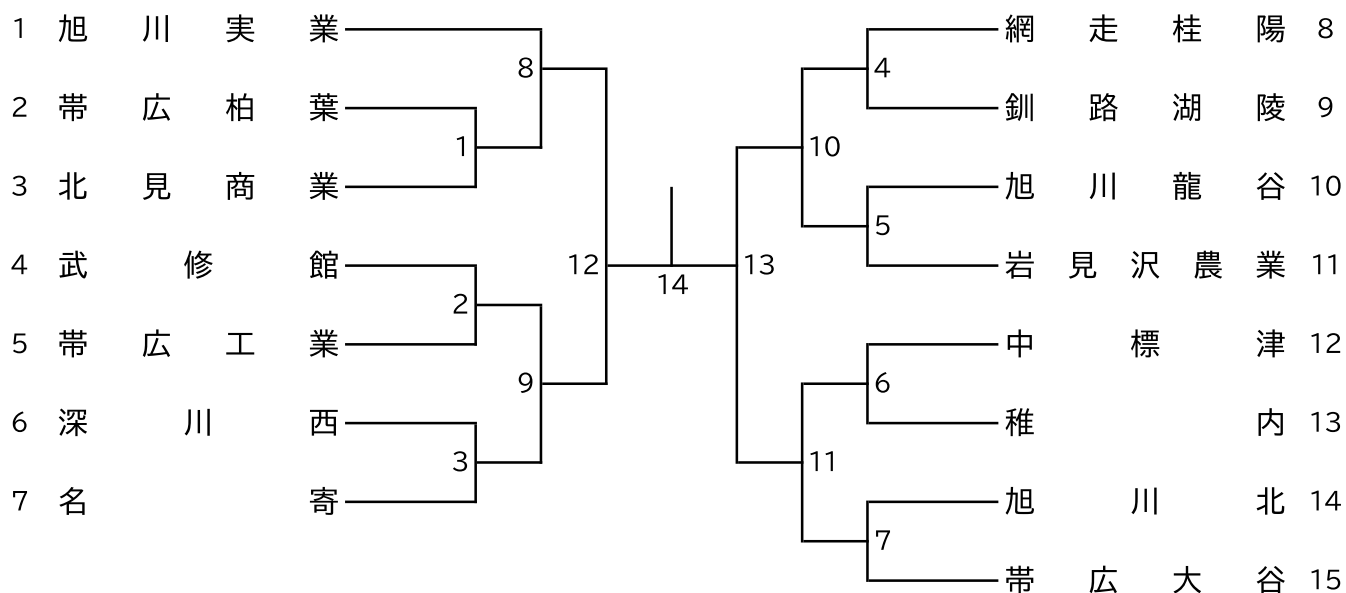 1 旭川実業
8
2 帯広柏葉
1
3 北見商業
12
4 武修館
2
5 帯広工業
9
6 深川西
3
7 名寄
14
網走桂陽 8
4
釧路湖陵 9
10
旭川龍谷 10
5
岩見沢農業 11
13
中標津 12
6
稚内 13
11
旭川北 14
7
帯広大谷 15